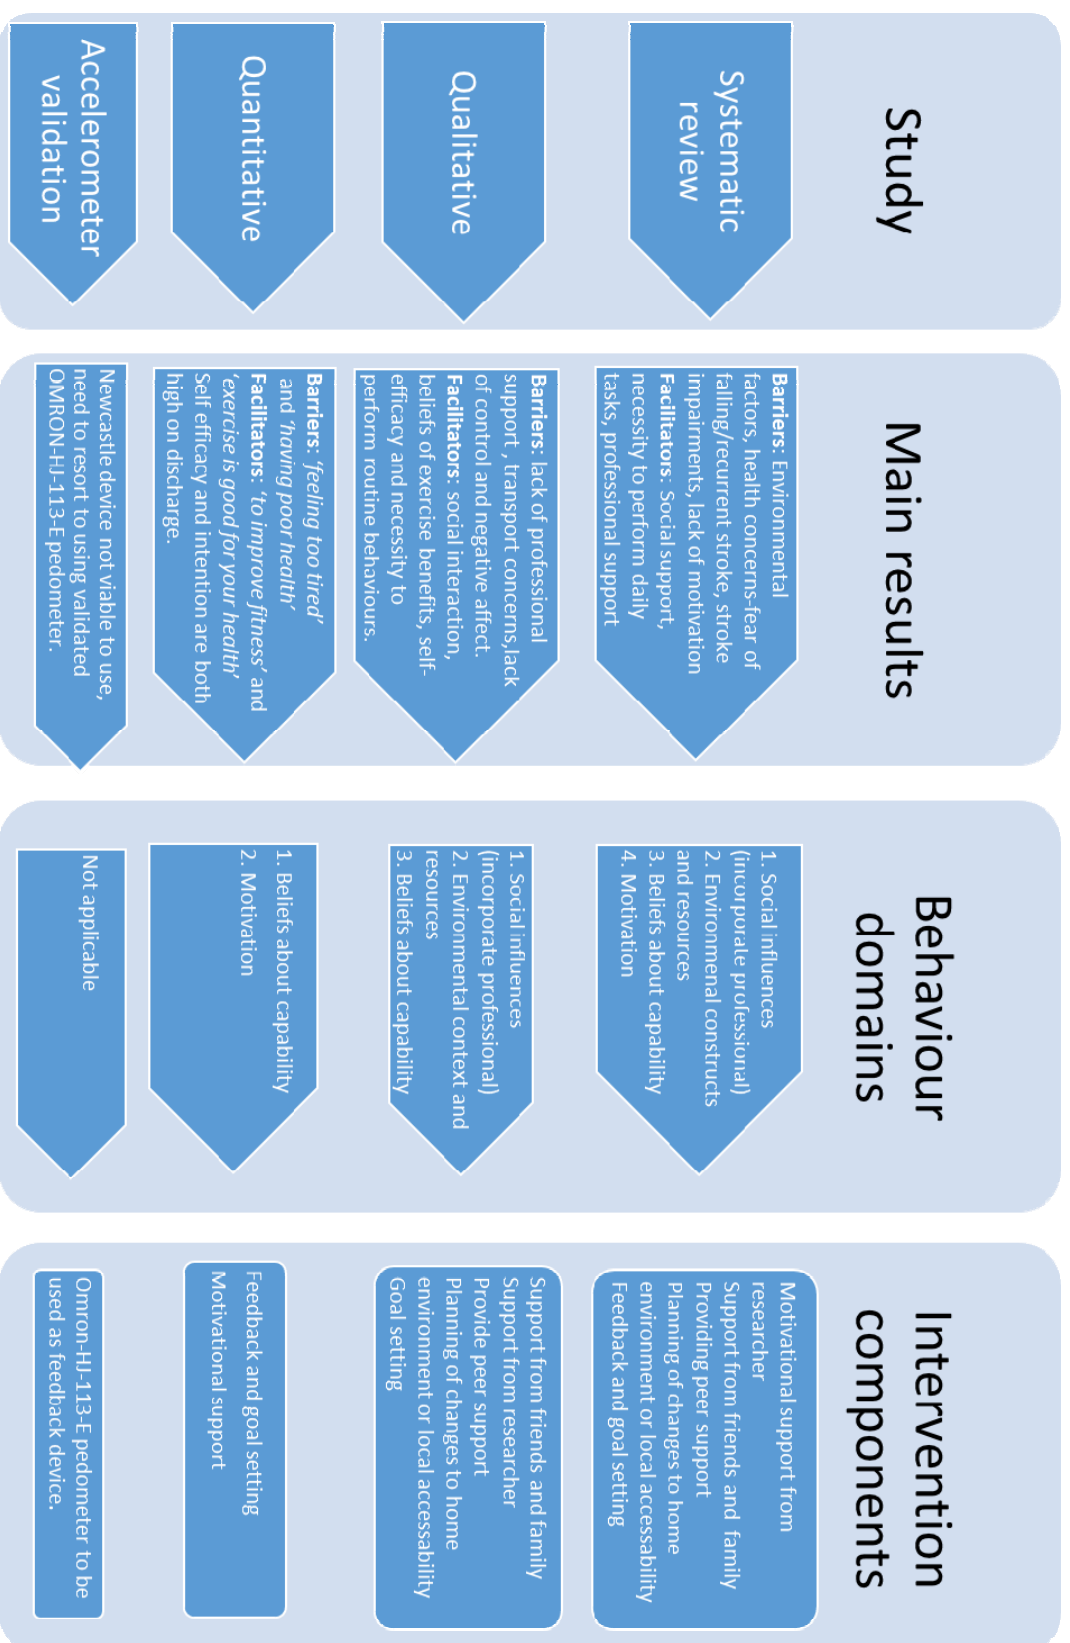 Study
Systematic
review
Qualitative
Quantitative
Accelerometer
validation
Main results
Barriers: Environmental
factors, health concerns-fear of
falling/recurrent stroke, stroke
impairments, lack of motivation
Facilitators: Social support,
necessity to perform daily
tasks, professional support
Barriers: lack of professional
support , transport concerns,lack
of control and negative affect.
Facilitators: social interaction,
beliefs of exercise benefits, self-
efficacy and necessity to
perform routine behaviours.
Barriers: ‘feeling too tired’
and ‘having poor health’
Facilitators: ‘to improve fitness’ and
‘exercise is good for your health’
Self efficacy and intention are both
high on discharge.
Newcastle device not viable to use,
need to resort to using validated
OMRON-HJ-113-E pedometer.
Behaviour
domains
1. Social influences
(incorporate professional)
2. Environmenal constructs
and resources
3. Beliefs about capability
4. Motivation
1. Social influences
(incorporate professional)
2. Environmental context and
resources
3. Beliefs about capability
1. Beliefs about capability
2. Motivation
Not applicable
Intervention
components
Motivational support from
researcher
Support from friends and family
Providing peer support
Planning of changes to home
environment or local accessability
Feedback and goal setting
Support from friends and family
Support from researcher
Provide peer support
Planning of changes to home
environment or local accessability
Goal setting
Feedback and goal setting
Motivational support
Omron-HJ-113-E pedometer to be
used as feedback device.